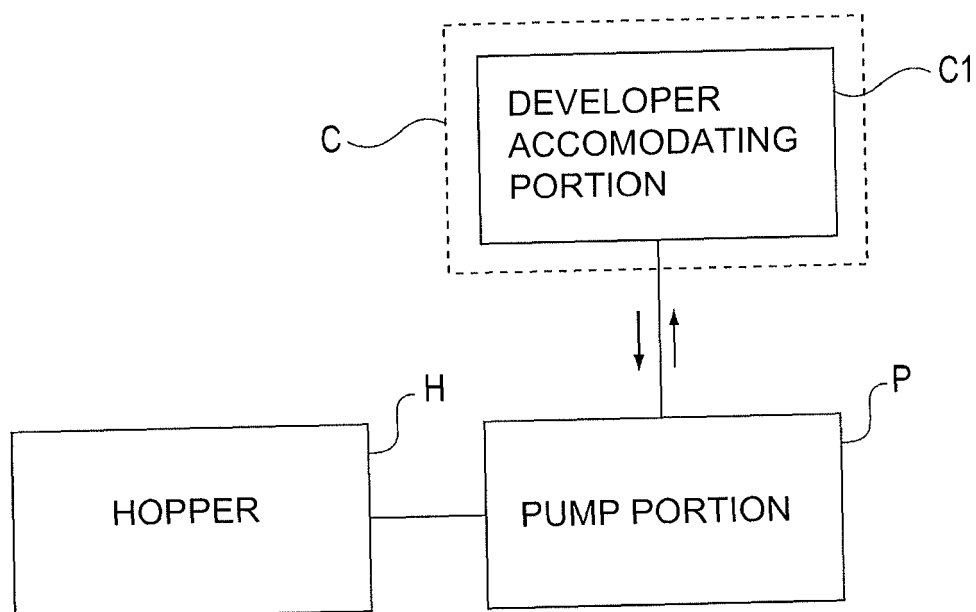 C1
C
DEVELOPER
ACCOMODATING
PORTION
H
P
HOPPER
PUMP PORTION